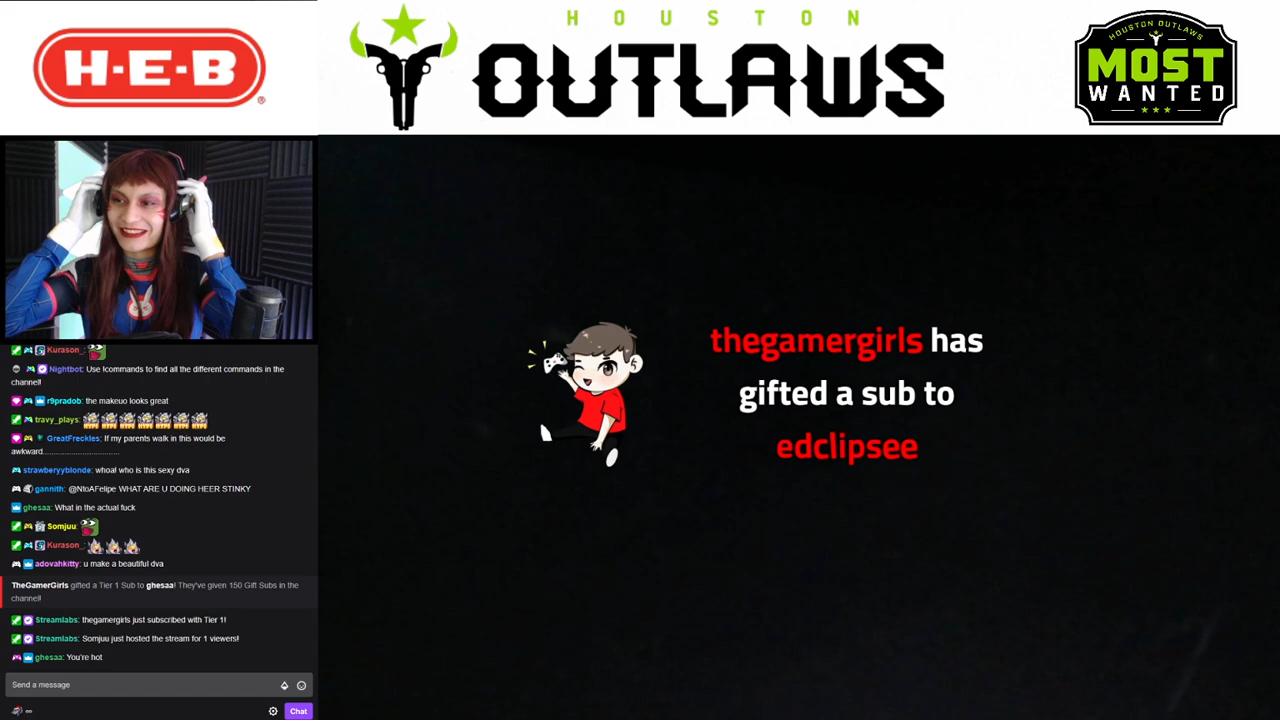 H-E-B
HOUSTON
OUTLAWS
HOUSTON OUTLAWS
MOST
WANTED
thegamergirls has
gifted a sub to
edclipsee
Kurason_:
Nightbot: Use !commands to find all the different commands in the
channel!
r9pradob: the makeuo looks great
travy_plays:
GreatFreckles: If my parents walk in this would be
awkward......................................
strawberyyblonde: whoa! who is this sexy dva
gannith: @NtoAFelipe WHAT ARE U DOING HEER STINKY
ghesaa: What in the actual fuck
Somjuu:
Kurason_:
adovahkitty: u make a beautiful dva
TheGamerGirls gifted a Tier 1 Sub to ghesaa! They've given 150 Gift Subs in the
channel!
Streamlabs: thegamergirls just subscribed with Tier 1!
Streamlabs: Somjuu just hosted the stream for 1 viewers!
ghesaa: You're hot
Send a message
Chat